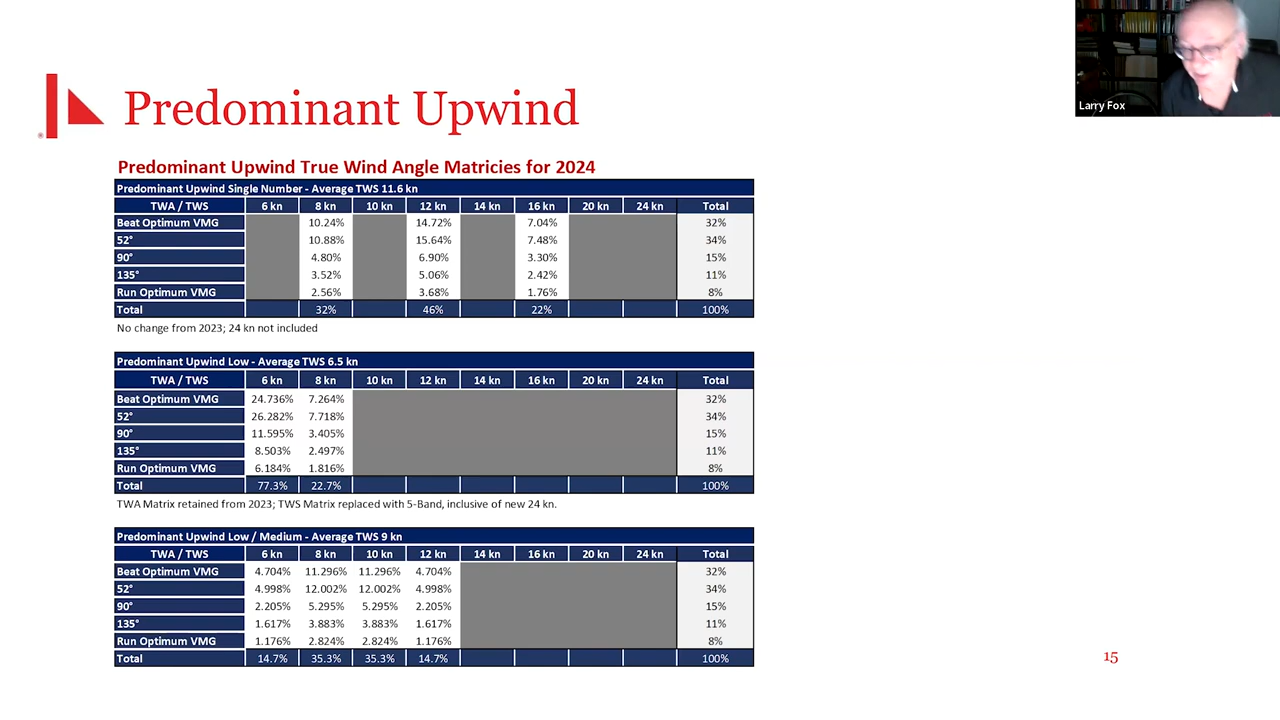 Larry Fox
Predominant Upwind
Predominant Upwind True Wind Angle Matricies for 2024
Predominant Upwind Single Number - Average TWS 11.6 kn
TWA / TWS 6 kn 8 kn 10 kn 12 kn 14 kn 16 kn 20 kn 24 kn Total
Beat Optimum VMG 10.24% 14.72% 7.04% 32%
52° 10.88% 15.64% 7.48% 34%
90° 4.80% 6.90% 3.30% 15%
135° 3.52% 5.06% 2.42% 11%
Run Optimum VMG 2.56% 3.68% 1.76% 8%
Total 32% 46% 22% 100%
No change from 2023; 24 kn not included
Predominant Upwind Low - Average TWS 6.5 kn
TWA / TWS 6 kn 8 kn 10 kn 12 kn 14 kn 16 kn 20 kn 24 kn Total
Beat Optimum VMG 24.736% 7.264% 32%
52° 26.282% 7.718% 34%
90° 11.595% 3.405% 15%
135° 8.503% 2.497% 11%
Run Optimum VMG 6.184% 1.816% 8%
Total 77.3% 22.7% 100%
TWA Matrix retained from 2023; TWS Matrix replaced with 5-Band, inclusive of new 24 kn.
Predominant Upwind Low / Medium - Average TWS 9 kn
TWA / TWS 6 kn 8 kn 10 kn 12 kn 14 kn 16 kn 20 kn 24 kn Total
Beat Optimum VMG 4.704% 11.296% 11.296% 4.704% 32%
52° 4.998% 12.002% 12.002% 4.998% 34%
90° 2.205% 5.295% 5.295% 2.205% 15%
135° 1.617% 3.883% 3.883% 1.617% 11%
Run Optimum VMG 1.176% 2.824% 2.824% 1.176% 8%
Total 14.7% 35.3% 35.3% 14.7% 100%
15